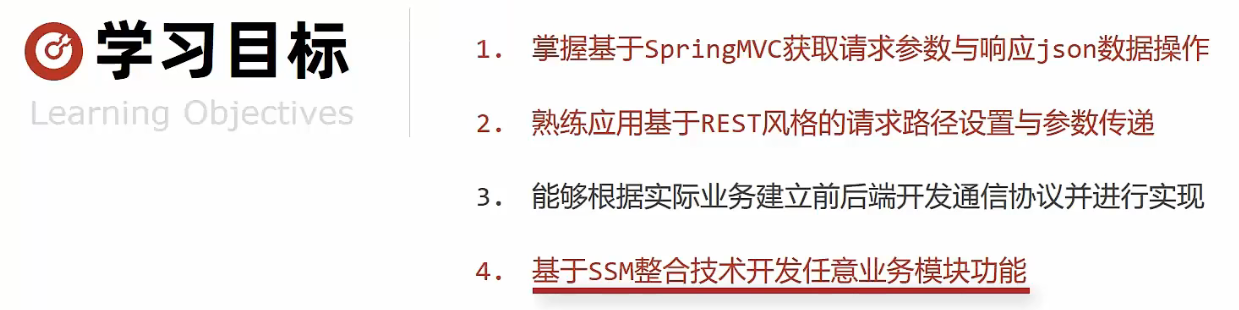 学习目标
Learning Objectives
1. 掌握基于SpringMVC获取请求参数与响应json数据操作
2. 熟练应用基于REST风格的请求路径设置与参数传递
3. 能够根据实际业务建立前后端开发通信协议并进行实现
4. 基于SSM整合技术开发任意业务模块功能